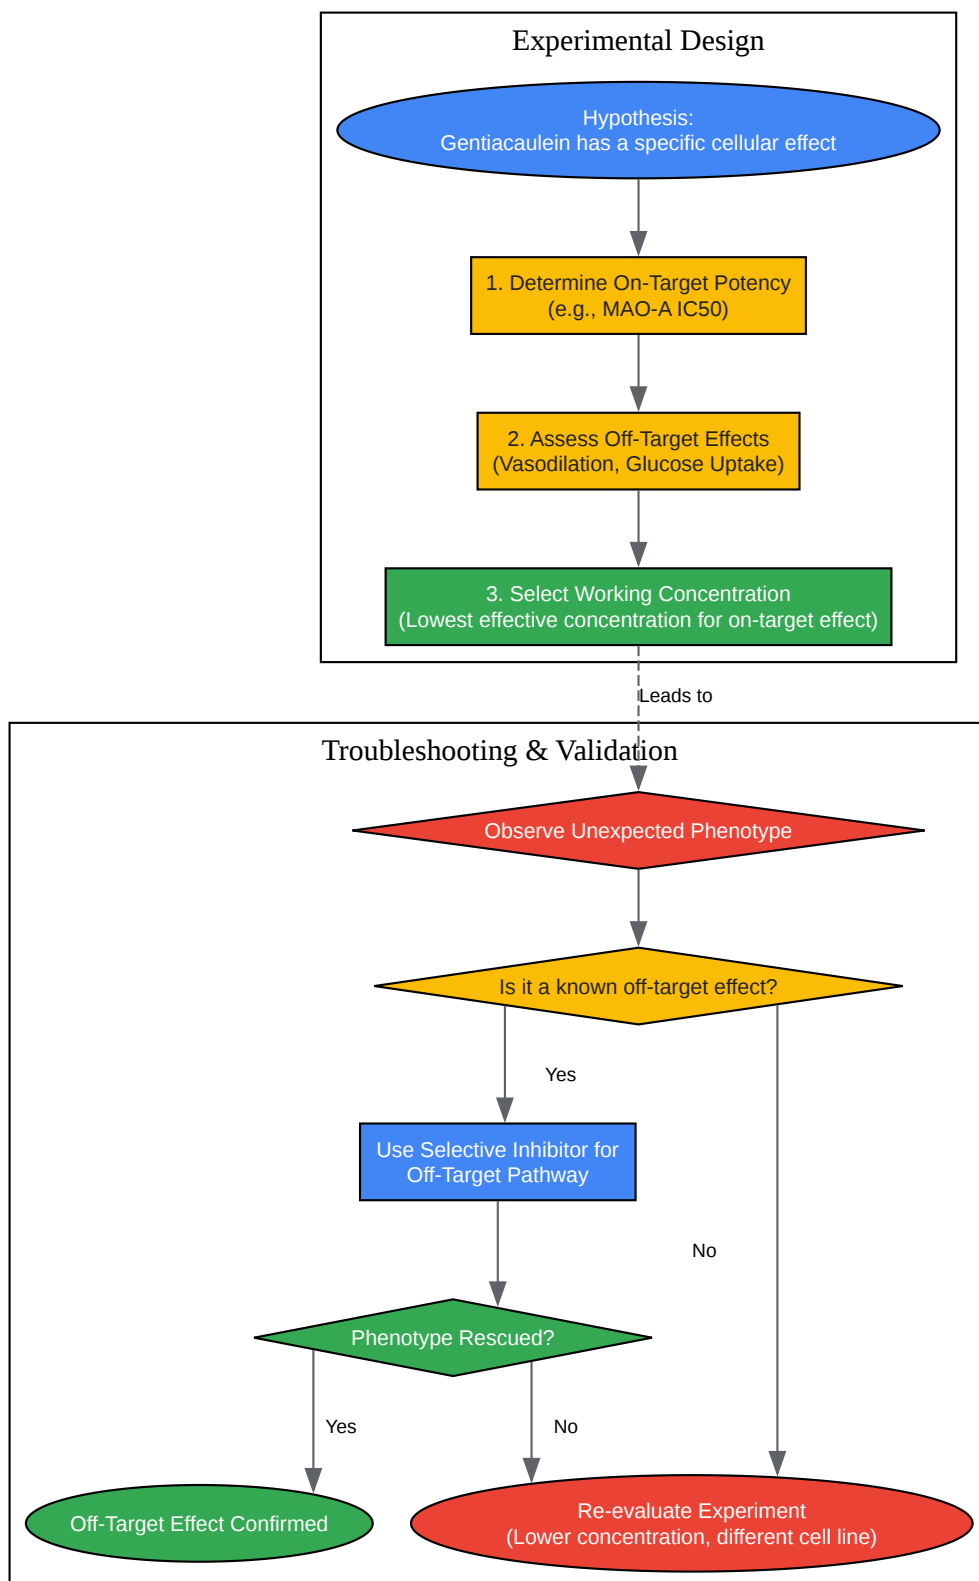 Experimental Design
Hypothesis:
Gentiacaulein has a specific cellular effect
1. Determine On-Target Potency
(e.g., MAO-A IC50)
2. Assess Off-Target Effects
(Vasodilation, Glucose Uptake)
3. Select Working Concentration
(Lowest effective concentration for on-target effect)
Leads to
Troubleshooting & Validation
Observe Unexpected Phenotype
Is it a known off-target effect?
Yes
Use Selective Inhibitor for
Off-Target Pathway
No
Phenotype Rescued?
Yes
No
Off-Target Effect Confirmed
Re-evaluate Experiment
(Lower concentration, different cell line)